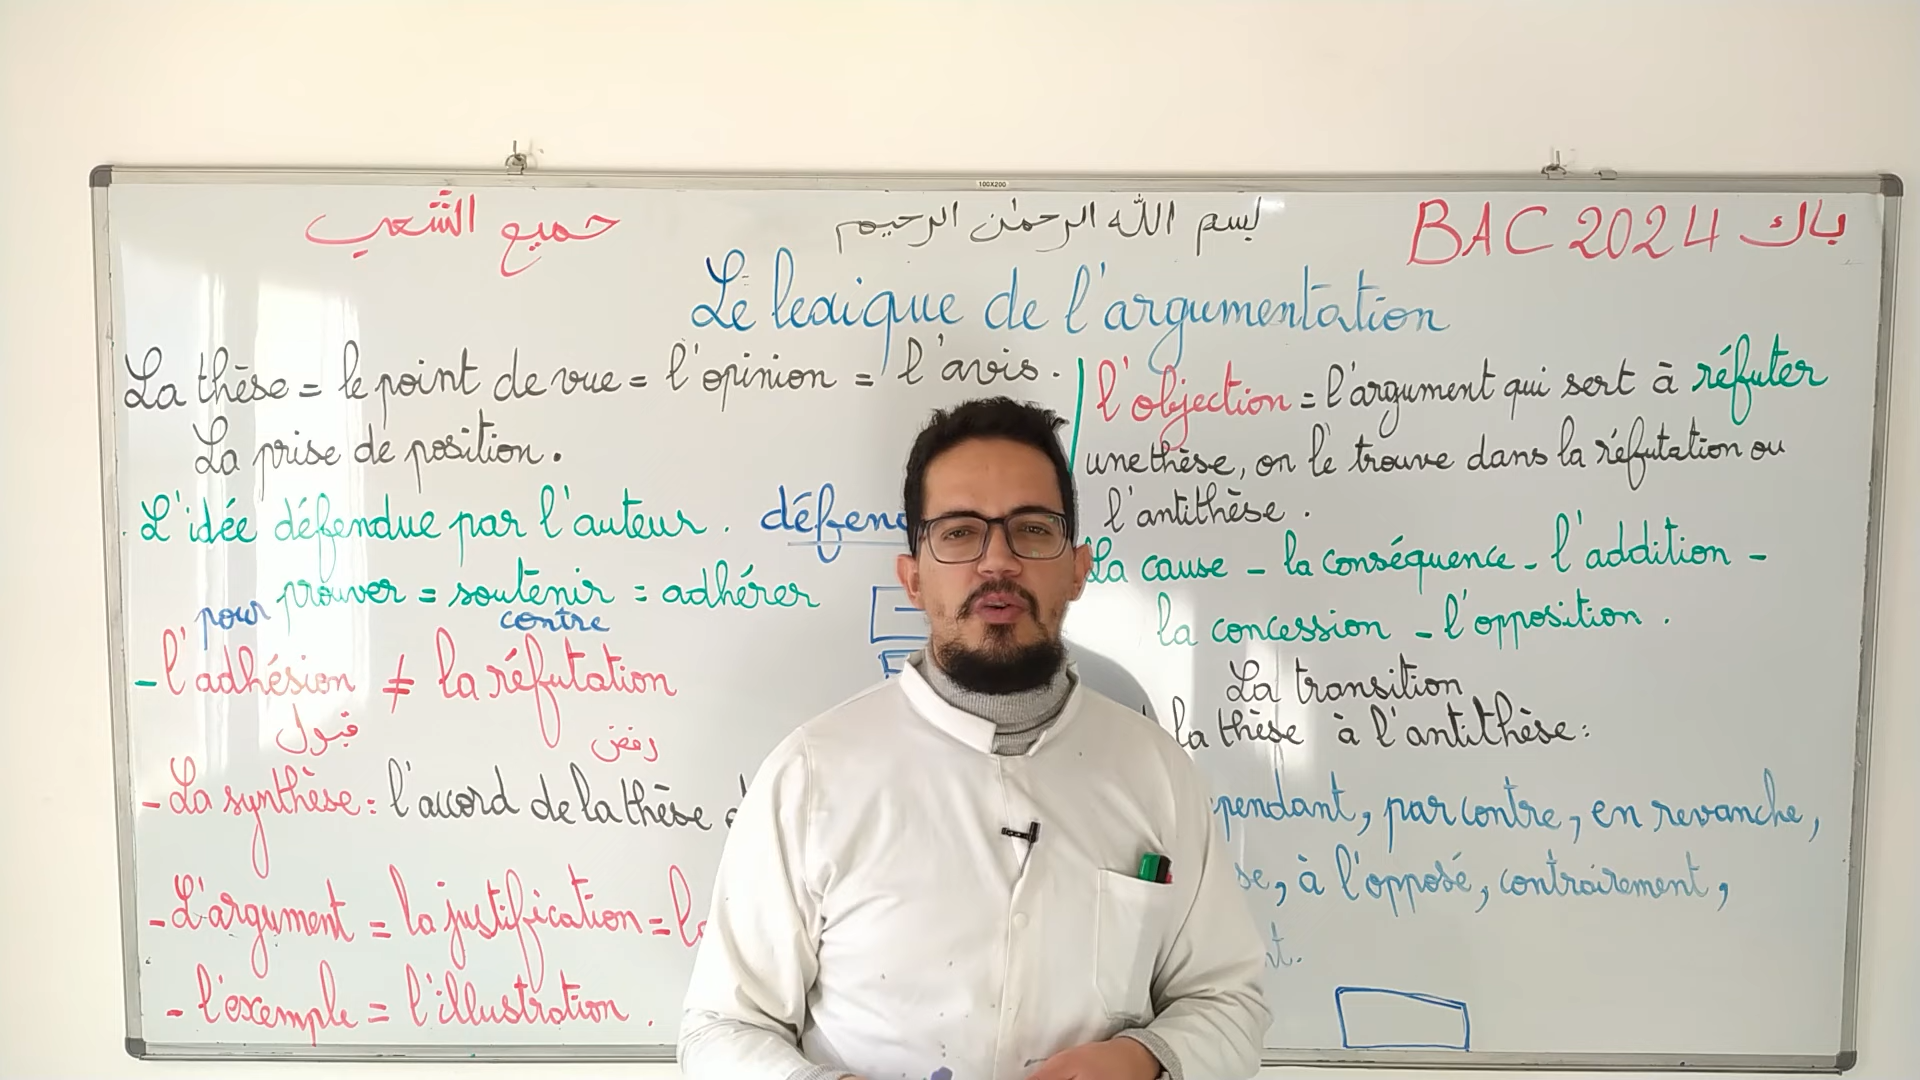 100X200
حميع الشعب
بسم الله الرحمٰن الرحيم
BAC 2024 باك
Le lexique de l'argumentation
La thèse = le point de vue = l'opinion = l'avis.
La prise de position.
L'idée défendue par l'auteur.
prouver = soutenir = adhérer
pour contre
- l'adhésion ≠ la réfutation
قبول رفض
- La synthèse : l'accord de la thèse
- L'argument = la justification =
- l'exemple = l'illustration.
l'objection = l'argument qui sert à réfuter
une thèse, on le trouve dans la réfutation ou
l'antithèse.
La cause - la conséquence - l'addition -
la concession - l'opposition.
La transition
la thèse à l'antithèse :
par contre, en revanche,
à l'opposé, contrairement,